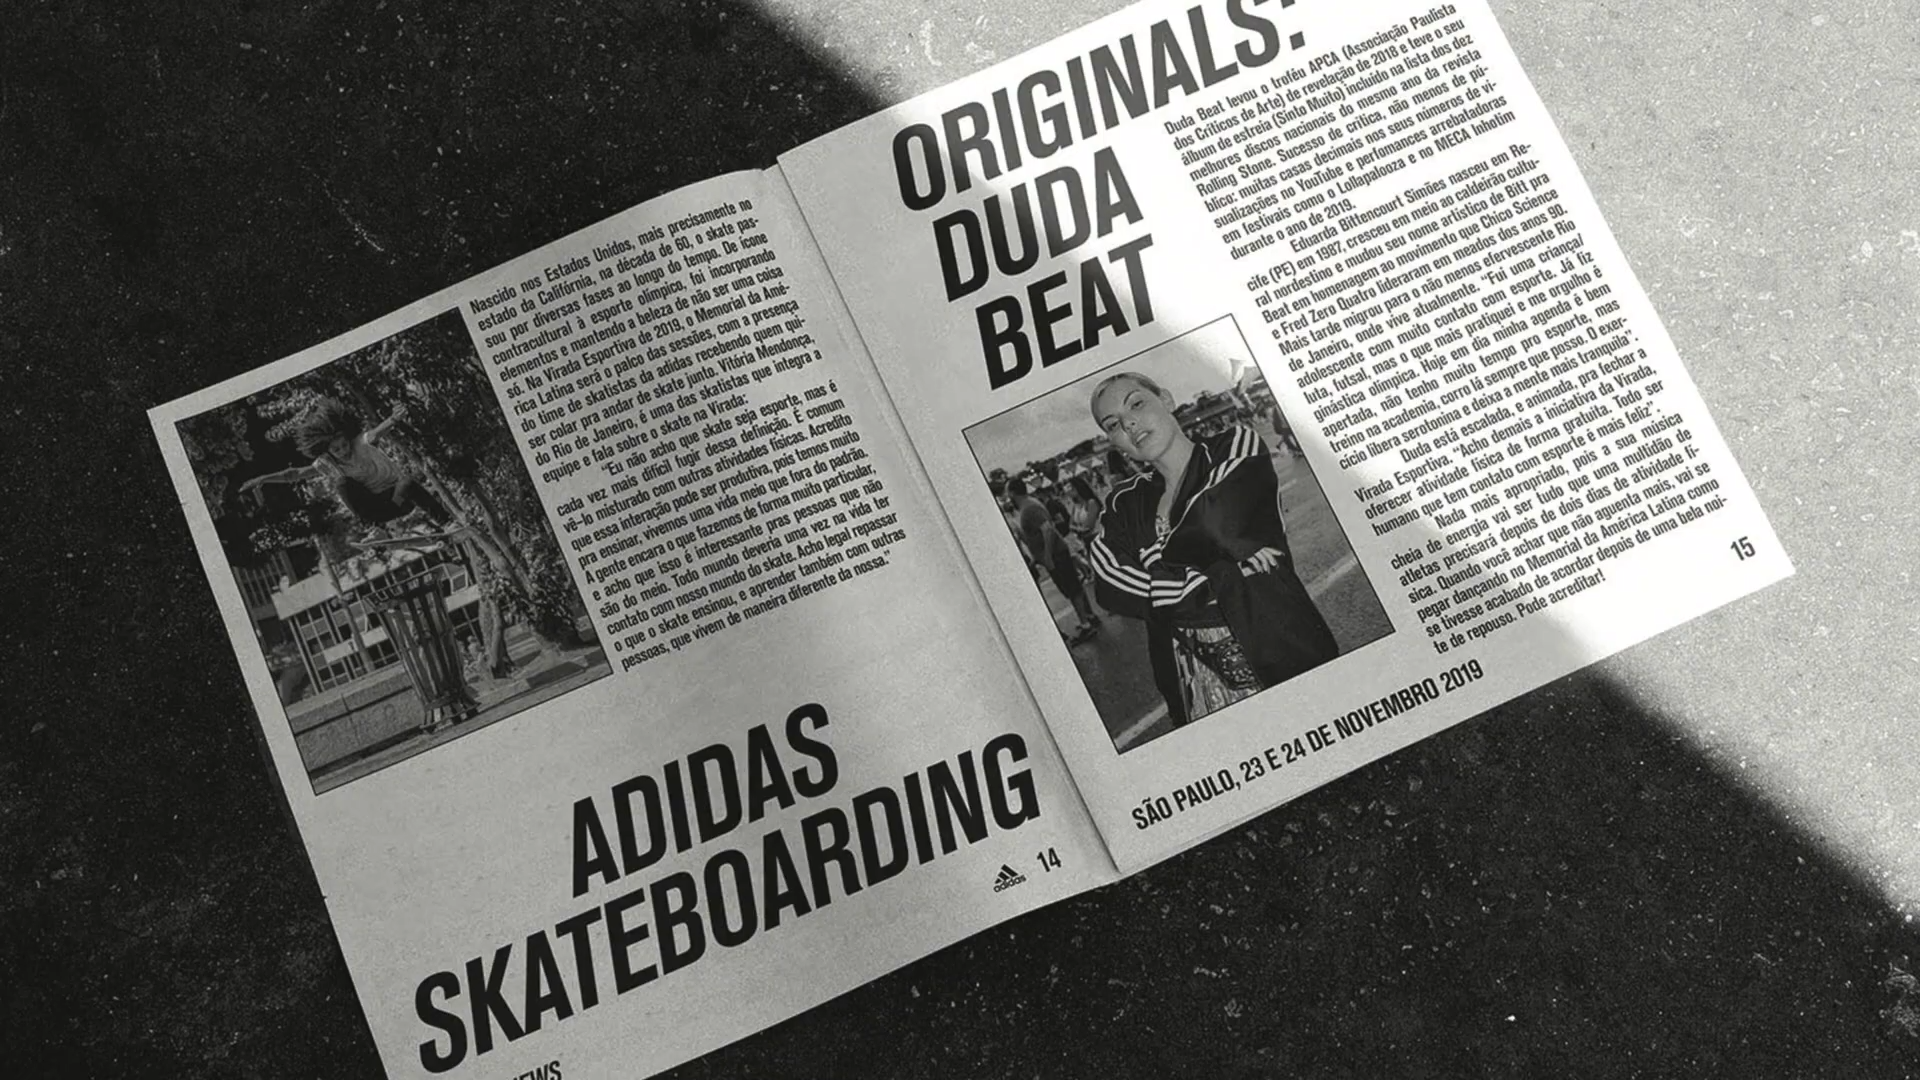 Nascido nos Estados Unidos, mais precisamente no
estado da Califórnia, na década de 60, o skate pas-
sou por diversas fases ao longo do tempo. De ícone
contracultural à esporte olímpico, foi incorporando
elementos e mantendo a beleza de não ser uma coisa
só. Na Virada Esportiva de 2019, o Memorial da Amé-
rica Latina será o palco das sessões, com a presença
do time de skatistas da adidas recebendo quem qui-
ser colar pra andar de skate junto. Vitória Mendonça,
do Rio de Janeiro, é uma das skatistas que integra a
equipe e fala sobre o skate na Virada:
"Eu não acho que skate seja esporte, mas é
cada vez mais difícil fugir dessa definição. É comum
vê-lo misturado com outras atividades físicas. Acredito
que essa interação pode ser produtiva, pois temos muito
pra ensinar, vivemos uma vida meio que fora do padrão.
A gente encara o que fazemos de forma muito particular,
e acho que isso é interessante pras pessoas que não
são do meio. Todo mundo deveria uma vez na vida ter
contato com nosso mundo do skate. Acho legal repassar
o que o skate ensinou, e aprender também com outras
pessoas, que vivem de maneira diferente da nossa."
ADIDAS
SKATEBOARDING
adidas 14
ORIGINALS:
DUDA
BEAT
Duda Beat levou o troféu APCA (Associação Paulista
dos Críticos de Arte) de revelação de 2018 e teve o seu
álbum de estreia (Sinto Muito) incluído na lista dos dez
melhores discos nacionais do mesmo ano da revista
Rolling Stone. Sucesso de crítica, não menos de pú-
blico: muitas casas decimais nos seus números de vi-
sualizações no YouTube e perfomances arrebatadoras
em festivais como o Lollapalooza e no MECA Inhotim
durante o ano de 2019.
Eduarda Bittencourt Simões nasceu em Re-
cife (PE) em 1987, cresceu em meio ao caldeirão cultu-
ral nordestino e mudou seu nome artístico de Bitt pra
Beat em homenagem ao movimento que Chico Science
e Fred Zero Quatro lideraram em meados dos anos 90.
Mais tarde migrou para o não menos efervescente Rio
de Janeiro, onde vive atualmente. "Fui uma criança/
adolescente com muito contato com esporte. Já fiz
luta, futsal, mas o que mais pratiquei e me orgulho é
ginástica olímpica. Hoje em dia minha agenda é bem
apertada, não tenho muito tempo pro esporte, mas
treino na academia, corro lá sempre que posso. O exer-
cício libera serotonina e deixa a mente mais tranquila".
Duda está escalada, e animada, pra fechar a
Virada Esportiva. "Acho demais a iniciativa da Virada,
oferecer atividade física de forma gratuita. Todo ser
humano que tem contato com esporte é mais feliz".
Nada mais apropriado, pois a sua música
cheia de energia vai ser tudo que uma multidão de
atletas precisará depois de dois dias de atividade fí-
sica. Quando você achar que não aguenta mais, vai se
pegar dançando no Memorial da América Latina como
se tivesse acabado de acordar depois de uma bela noi-
te de repouso. Pode acreditar!
SÃO PAULO, 23 E 24 DE NOVEMBRO 2019
15